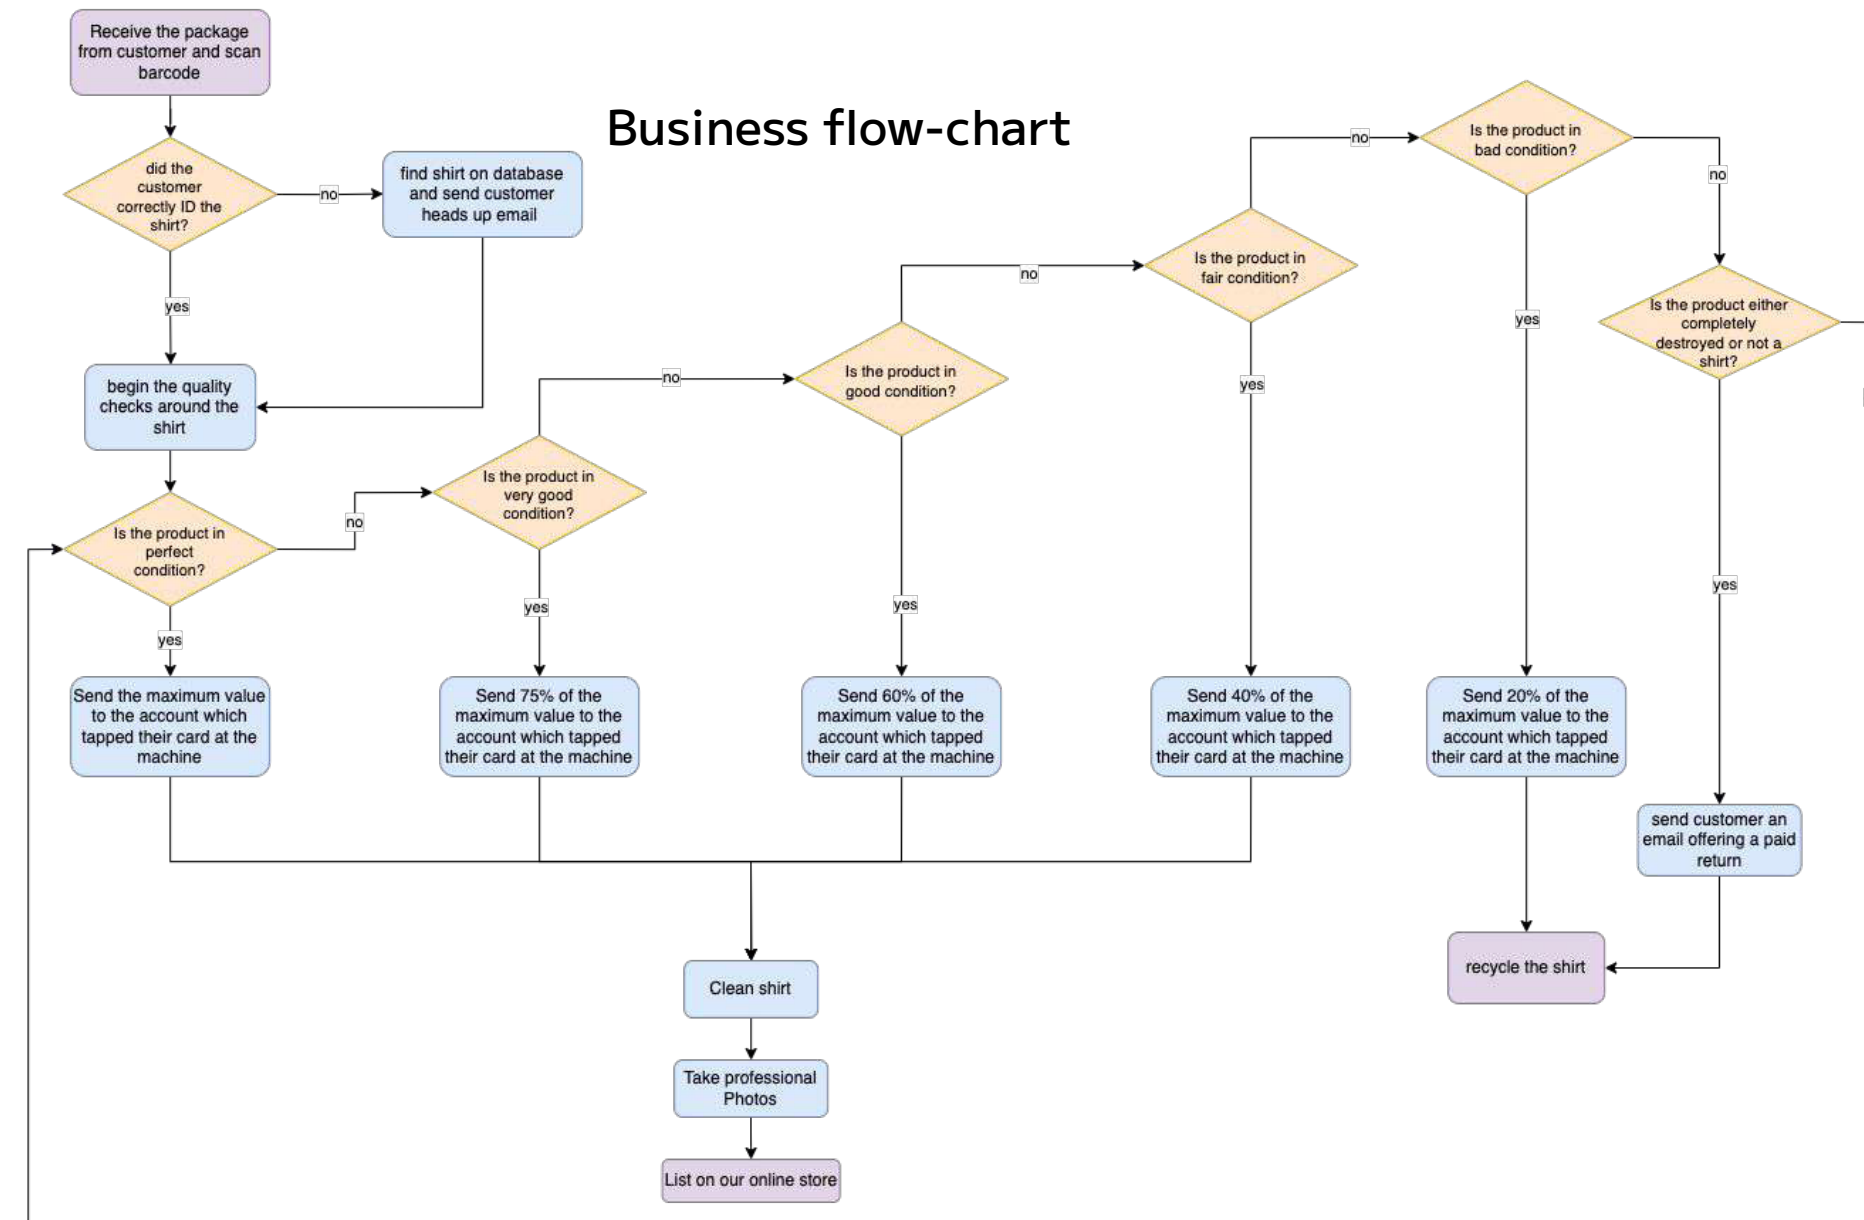 Receive the package
from customer and scan
barcode
Business flow-chart
did the
customer
correctly ID the
shirt?
no
find shirt on database
and send customer
heads up email
yes
begin the quality
checks around the
shirt
Is the product in
perfect
condition?
no
yes
Send the maximum value
to the account which
tapped their card at the
machine
Is the product in
very good
condition?
no
yes
Send 75% of the
maximum value to the
account which tapped
their card at the machine
Is the product in
good condition?
no
yes
Send 60% of the
maximum value to the
account which tapped
their card at the machine
Is the product in
fair condition?
no
yes
Send 40% of the
maximum value to the
account which tapped
their card at the machine
Is the product in
bad condition?
no
yes
Send 20% of the
maximum value to the
account which tapped
their card at the machine
Is the product either
completely
destroyed or not a
shirt?
yes
send customer an
email offering a paid
return
recycle the shirt
Clean shirt
Take professional
Photos
List on our online store